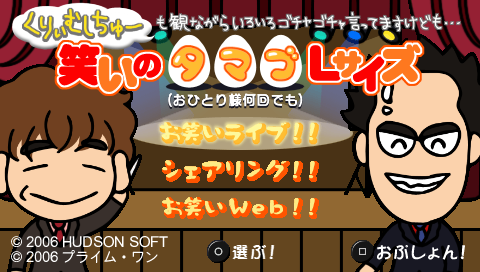 くりぃむしちゅーも観ながらいろいろゴチャゴチャ言ってますけども…
笑いのタマゴLサイズ
(おひとり様何回でも)
お笑いライブ!!
シェアリング!!
お笑いWeb!!
© 2006 HUDSON SOFT
© 2006 プライム・ワン
選ぶ!
おぷしょん!